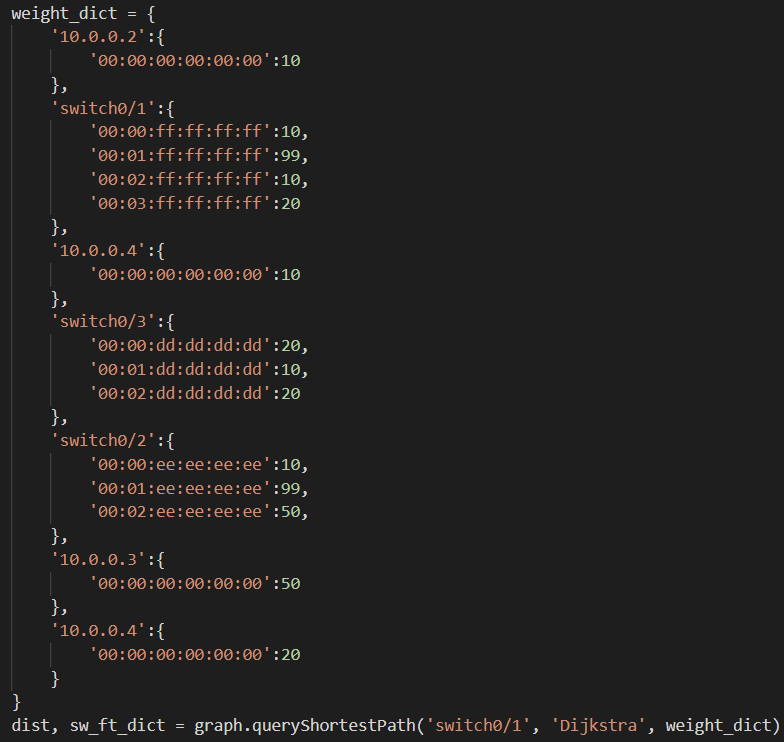 weight_dict = {
    '10.0.0.2':{
        '00:00:00:00:00:00':10
    },
    'switch0/1':{
        '00:00:ff:ff:ff:ff':10,
        '00:01:ff:ff:ff:ff':99,
        '00:02:ff:ff:ff:ff':10,
        '00:03:ff:ff:ff:ff':20
    },
    '10.0.0.4':{
        '00:00:00:00:00:00':10
    },
    'switch0/3':{
        '00:00:dd:dd:dd:dd':20,
        '00:01:dd:dd:dd:dd':10,
        '00:02:dd:dd:dd:dd':20
    },
    'switch0/2':{
        '00:00:ee:ee:ee:ee':10,
        '00:01:ee:ee:ee:ee':99,
        '00:02:ee:ee:ee:ee':50,
    },
    '10.0.0.3':{
        '00:00:00:00:00:00':50
    },
    '10.0.0.4':{
        '00:00:00:00:00:00':20
    }
}
dist, sw_ft_dict = graph.queryShortestPath('switch0/1', 'Dijkstra', weight_dict)